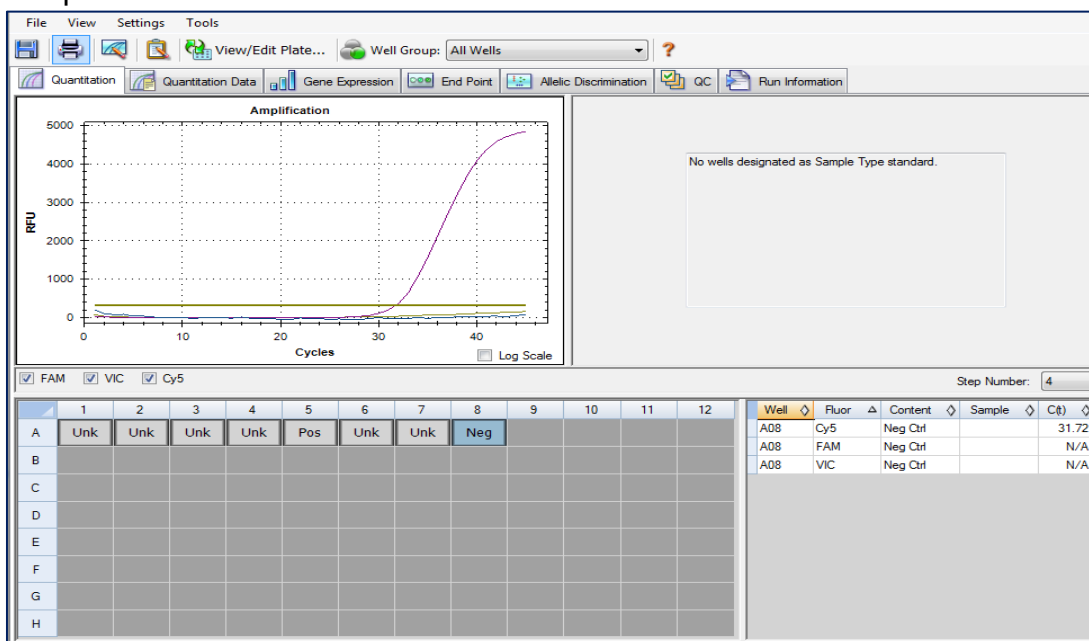 File View Settings Tools
View/Edit Plate... Well Group: All Wells ?
Quantitation Quantitation Data Gene Expression End Point Allelic Discrimination QC Run Information
Amplification
5000
4000
3000
2000
1000
0
RFU
0 10 20 30 40
Cycles
Log Scale
No wells designated as Sample Type standard.
FAM VIC Cy5
Step Number: 4
1 2 3 4 5 6 7 8 9 10 11 12
A Unk Unk Unk Unk Pos Unk Unk Neg
B
C
D
E
F
G
H
Well Fluor Content Sample C(t)
A08 Cy5 Neg Ctrl 31.72
A08 FAM Neg Ctrl N/A
A08 VIC Neg Ctrl N/A